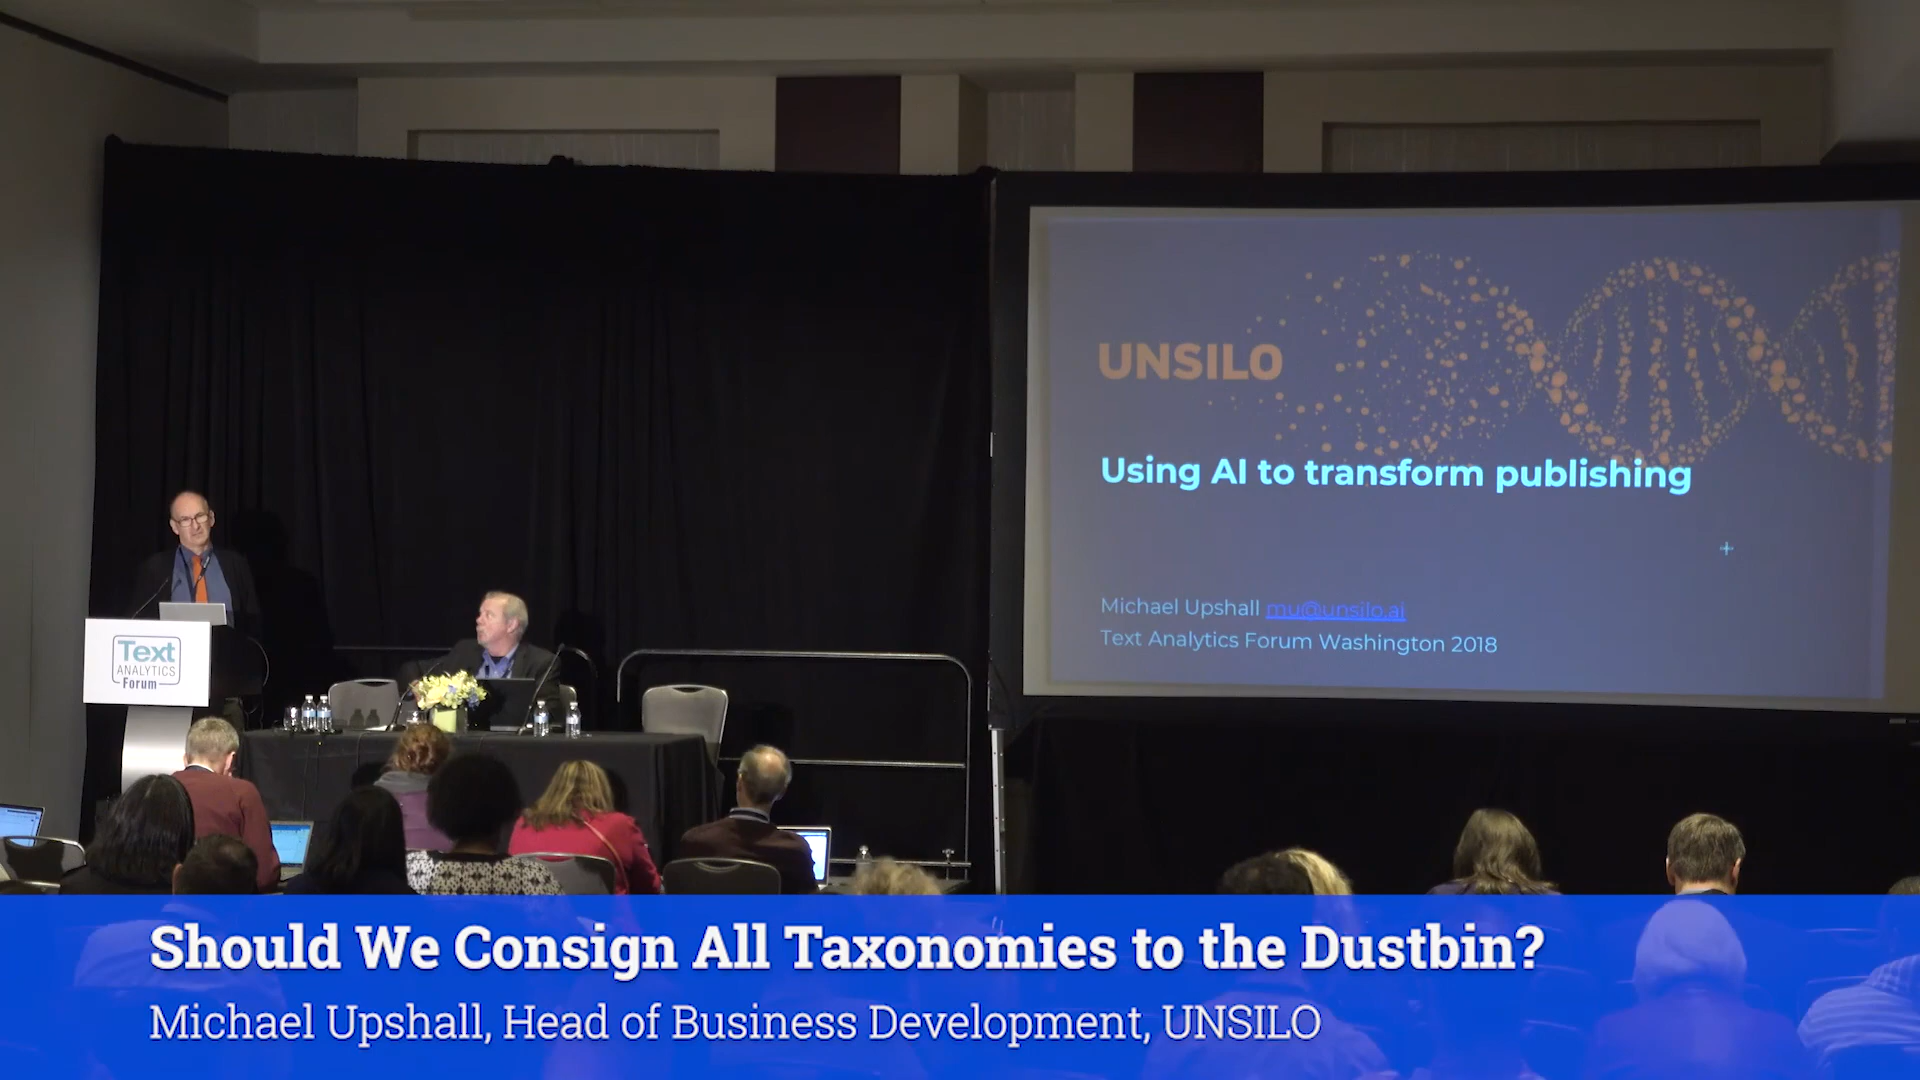 UNSILO
Using AI to transform publishing
Michael Upshall mu@unsilo.ai
Text Analytics Forum Washington 2018
Text
ANALYTICS
Forum
Should We Consign All Taxonomies to the Dustbin?
Michael Upshall, Head of Business Development, UNSILO